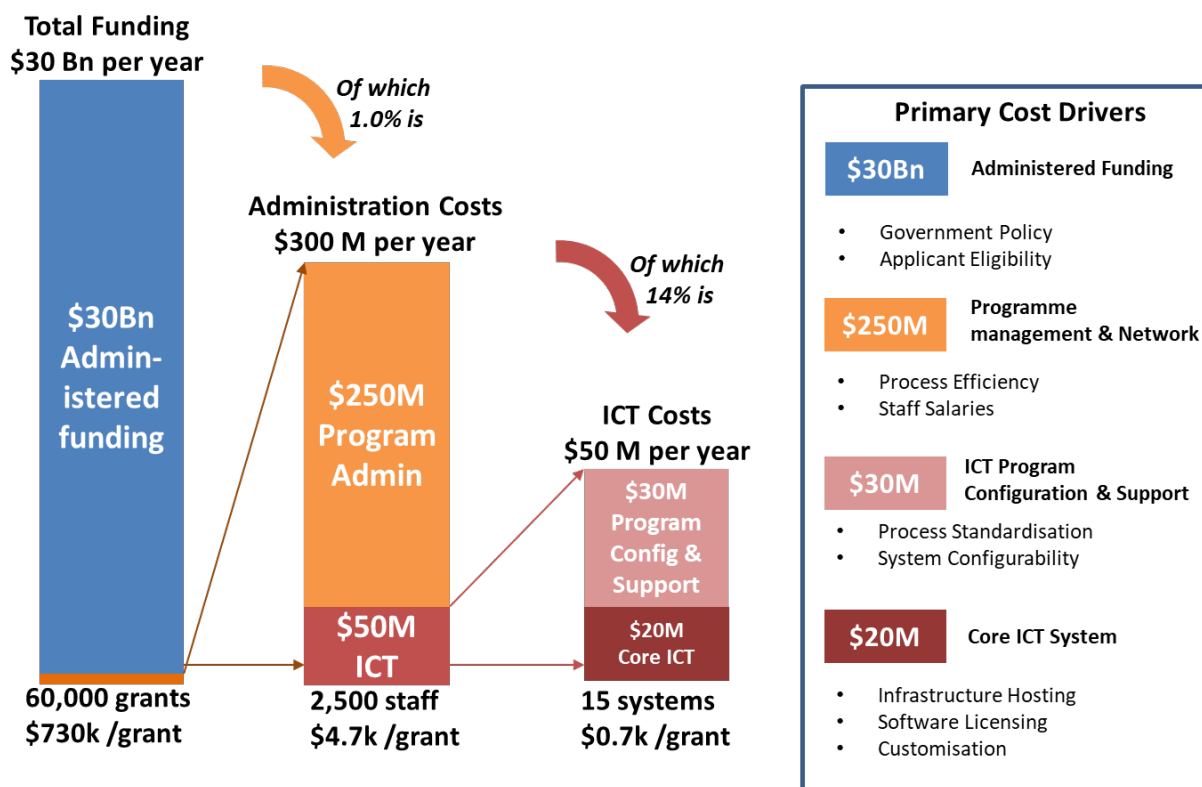 Total Funding
$30 Bn per year
Of which
1.0% is
$30Bn
Admin-
istered
funding
60,000 grants
$730k /grant
Administration Costs
$300 M per year
Of which
14% is
$250M
Program
Admin
$50M
ICT
2,500 staff
$4.7k /grant
ICT Costs
$50 M per year
$30M
Program
Config &
Support
$20M
Core ICT
15 systems
$0.7k /grant
Primary Cost Drivers
$30Bn
Administered Funding
• Government Policy
• Applicant Eligibility
$250M
Programme
management & Network
• Process Efficiency
• Staff Salaries
$30M
ICT Program
Configuration & Support
• Process Standardisation
• System Configurability
$20M
Core ICT System
• Infrastructure Hosting
• Software Licensing
• Customisation